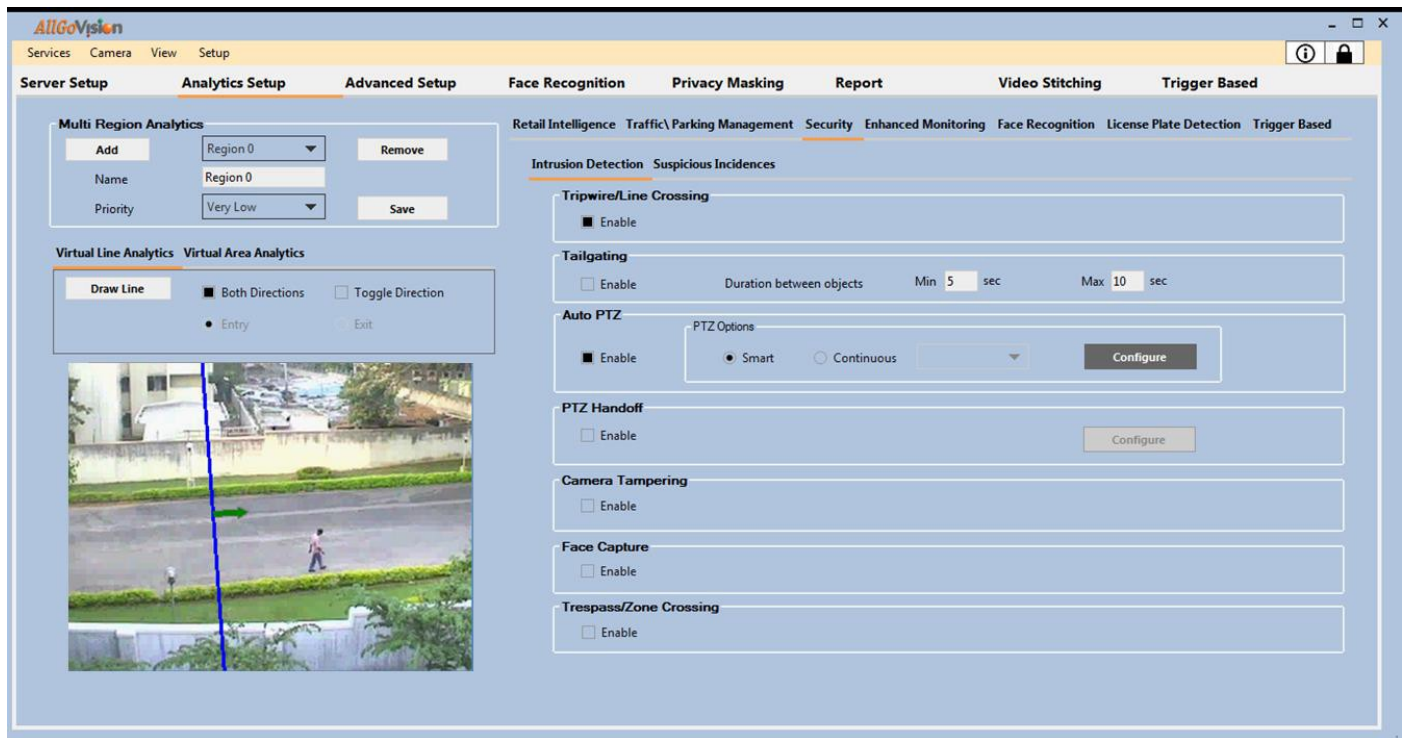 AllGoVision
Services Camera View Setup
Server Setup Analytics Setup Advanced Setup Face Recognition Privacy Masking Report Video Stitching Trigger Based
Multi Region Analytics
Add Region 0 Remove
Name Region 0
Priority Very Low Save
Virtual Line Analytics Virtual Area Analytics
Draw Line Both Directions Toggle Direction
Entry Exit
Retail Intelligence Traffic\ Parking Management Security Enhanced Monitoring Face Recognition License Plate Detection Trigger Based
Intrusion Detection Suspicious Incidences
Tripwire/Line Crossing
Enable
Tailgating
Enable Duration between objects Min 5 sec Max 10 sec
Auto PTZ
PTZ Options
Enable Smart Continuous Configure
PTZ Handoff
Enable Configure
Camera Tampering
Enable
Face Capture
Enable
Trespass/Zone Crossing
Enable